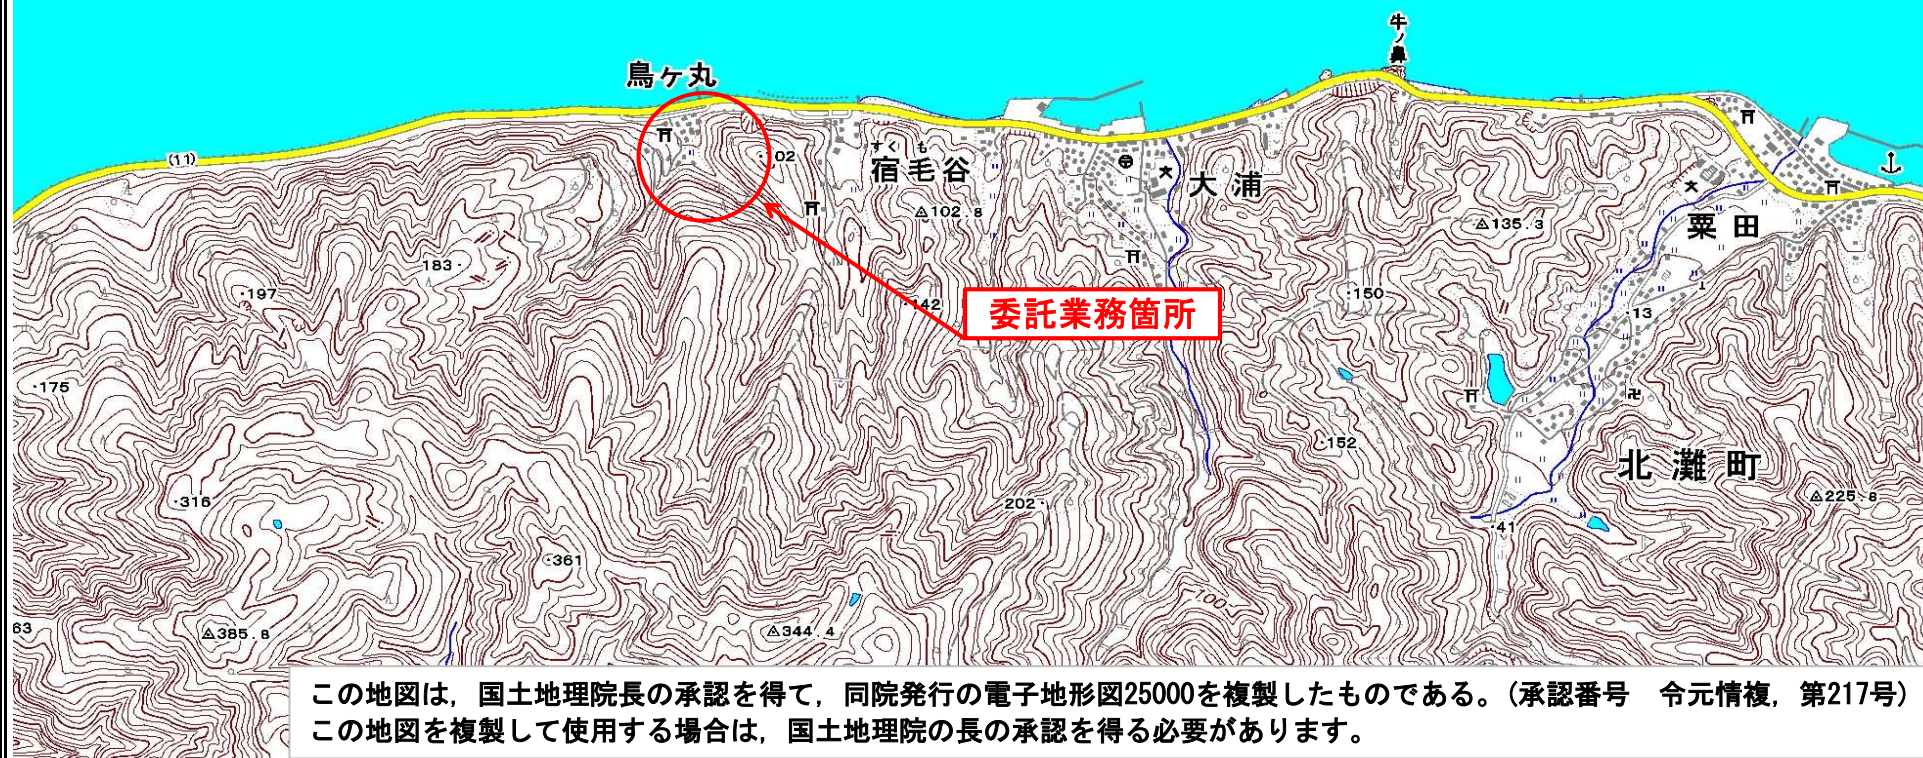 牛ノ鼻
鳥ケ丸
(11)
102
すくも
宿毛谷
大浦
102.8
135.3
粟田
183
197
142
委託業務箇所
150
13
175
152
北灘町
316
202
225.8
41
361
100
63
385.8
344.4
この地図は，国土地理院長の承認を得て，同院発行の電子地形図25000を複製したものである。(承認番号　令元情複，第217号)
この地図を複製して使用する場合は，国土地理院の長の承認を得る必要があります。